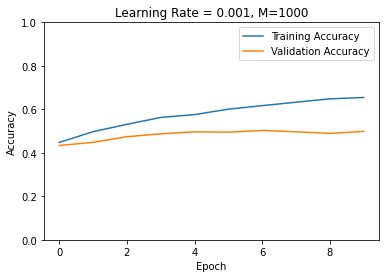 Learning Rate = 0.001, M=1000
Training Accuracy
Validation Accuracy
Accuracy
1.0
0.8
0.6
0.4
0.2
0.0
0 2 4 6 8
Epoch